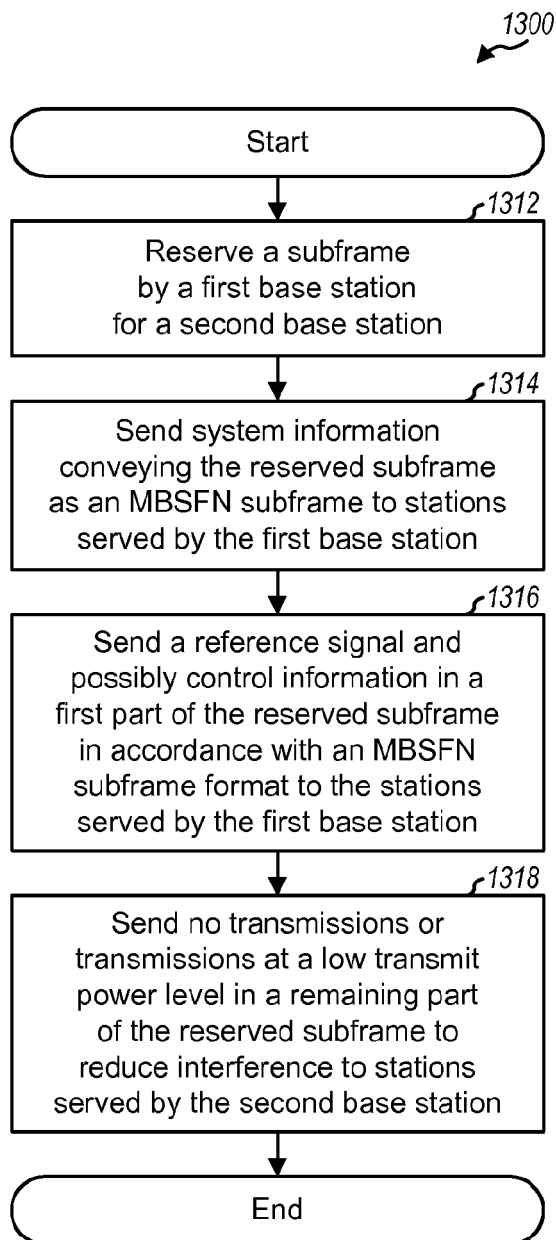 1300
Start
1312
Reserve a subframe
by a first base station
for a second base station
1314
Send system information
conveying the reserved subframe
as an MBSFN subframe to stations
served by the first base station
1316
Send a reference signal and
possibly control information in a
first part of the reserved subframe
in accordance with an MBSFN
subframe format to the stations
served by the first base station
1318
Send no transmissions or
transmissions at a low transmit
power level in a remaining part
of the reserved subframe to
reduce interference to stations
served by the second base station
End